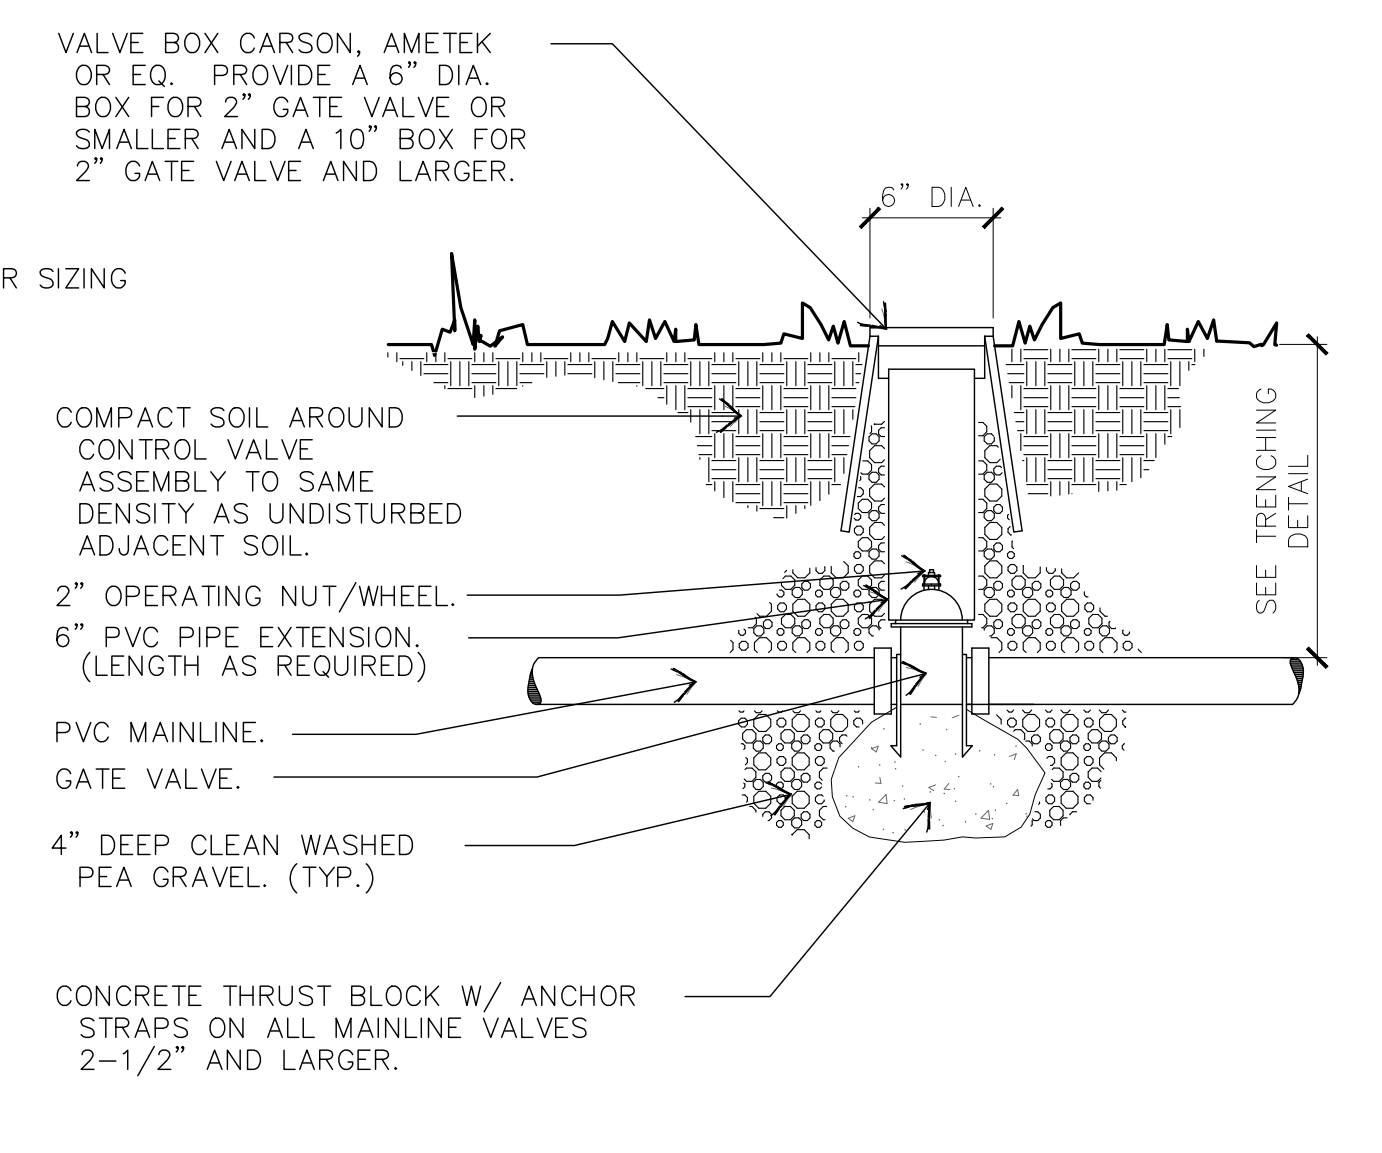 VALVE BOX CARSON, AMETEK
OR EQ. PROVIDE A 6” DIA.
BOX FOR 2” GATE VALVE OR
SMALLER AND A 10” BOX FOR
2” GATE VALVE AND LARGER.
6” DIA.
R SIZING
COMPACT SOIL AROUND
CONTROL VALVE
ASSEMBLY TO SAME
DENSITY AS UNDISTURBED
ADJACENT SOIL.
SEE TRENCHING
DETAIL
2” OPERATING NUT/WHEEL.
6” PVC PIPE EXTENSION.
(LENGTH AS REQUIRED)
PVC MAINLINE.
GATE VALVE.
4” DEEP CLEAN WASHED
PEA GRAVEL. (TYP.)
CONCRETE THRUST BLOCK W/ ANCHOR
STRAPS ON ALL MAINLINE VALVES
2-1/2” AND LARGER.